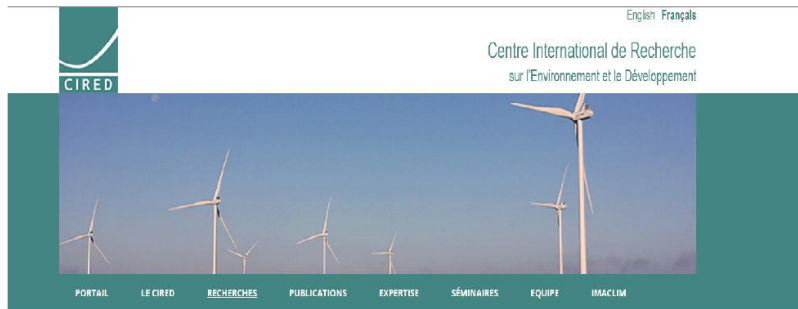 English Français
Centre International de Recherche
sur l'Environnement et le Développement
CIRED
PORTAIL LE CIRED RECHERCHES PUBLICATIONS EXPERTISE SÉMINAIRES EQUIPE IMACLIM